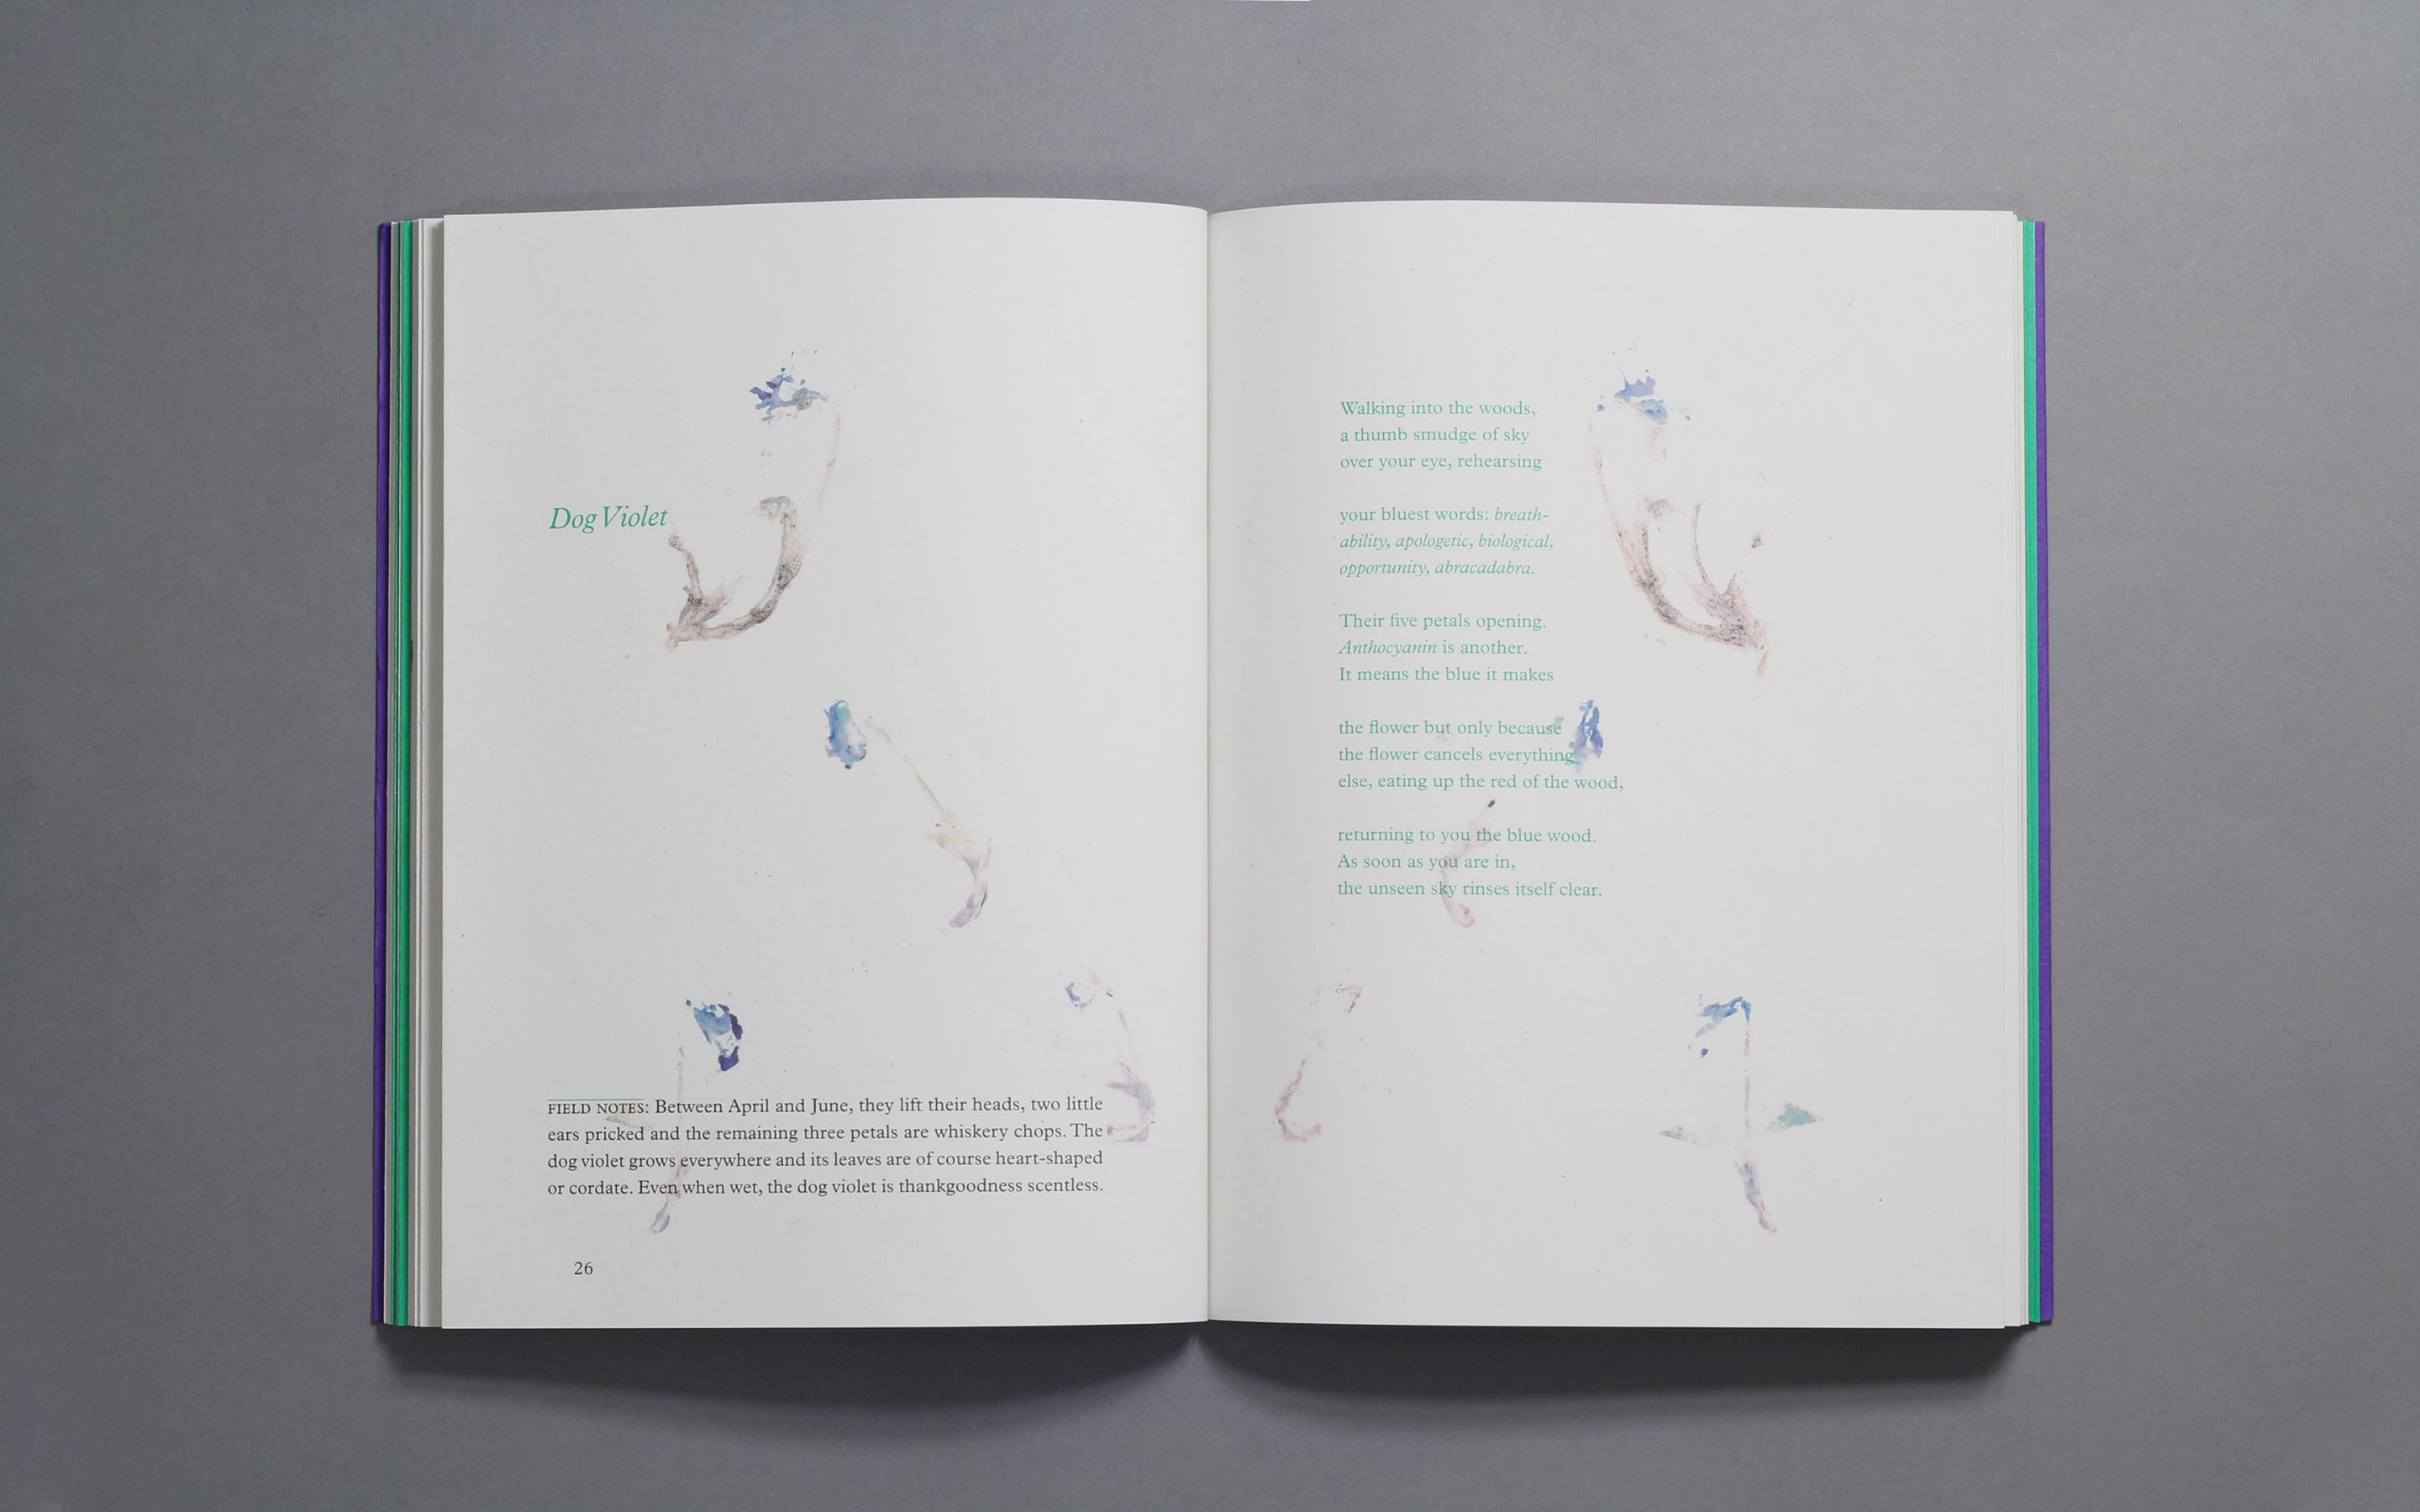 Dog Violet
FIELD NOTES: Between April and June, they lift their heads, two little
ears pricked and the remaining three petals are whiskery chops. The
dog violet grows everywhere and its leaves are of course heart-shaped
or cordate. Even when wet, the dog violet is thankgoodness scentless.
26
Walking into the woods,
a thumb smudge of sky
over your eye, rehearsing
your bluest words: breath-
ability, apologetic, biological,
opportunity, abracadabra.
Their five petals opening.
Anthocyanin is another.
It means the blue it makes
the flower but only because
the flower cancels everything
else, eating up the red of the wood,
returning to you the blue wood.
As soon as you are in,
the unseen sky rinses itself clear.